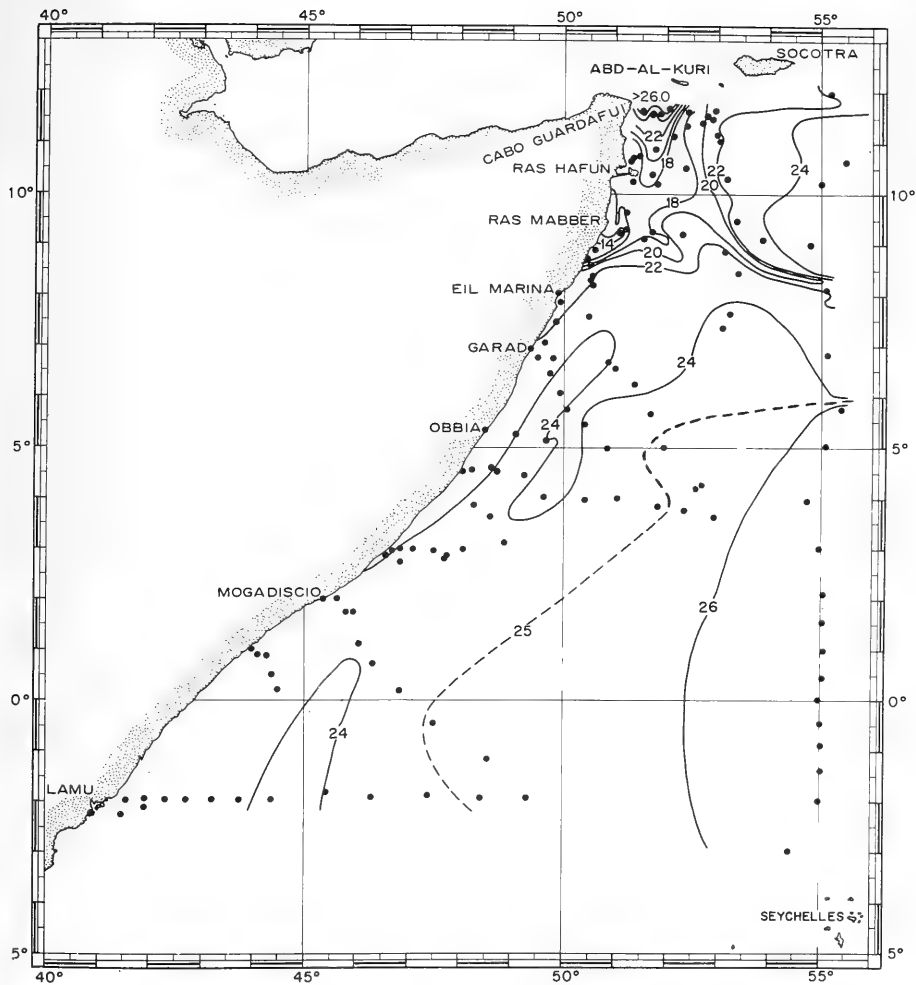 40° 45° 50° 55°
SOCOTRA
ABD-AL-KURI
>26.0
CABO GUARDAFUI
22
RAS HAFUN
18
22
20
24
10° 10°
18
RAS MABBER
14
20
22
EIL MARINA
GARAD
24
OBBIA
24
5° 5°
MOGADISCIO
26
25
0° 0°
24
LAMU
SEYCHELLES
5° 5°
40° 45° 50° 55°